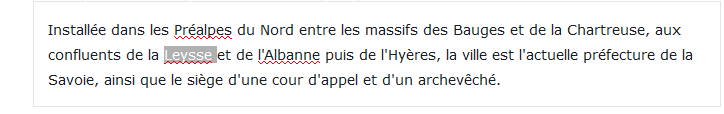 Installée dans les Préalpes du Nord entre les massifs des Bauges et de la Chartreuse, aux
confluents de la Leysse et de l'Albanne puis de l'Hyères, la ville est l'actuelle préfecture de la
Savoie, ainsi que le siège d'une cour d'appel et d'un archevêché.